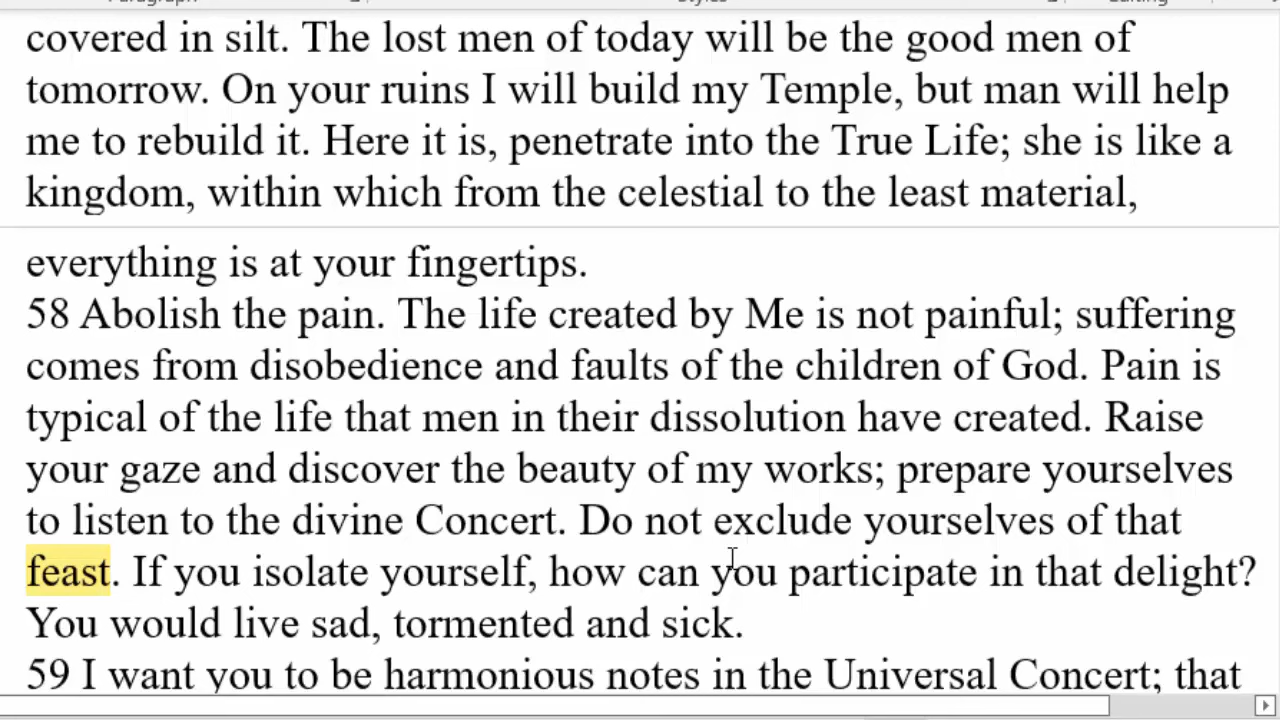 covered in silt. The lost men of today will be the good men of
tomorrow. On your ruins I will build my Temple, but man will help
me to rebuild it. Here it is, penetrate into the True Life; she is like a
kingdom, within which from the celestial to the least material,
everything is at your fingertips.
58 Abolish the pain. The life created by Me is not painful; suffering
comes from disobedience and faults of the children of God. Pain is
typical of the life that men in their dissolution have created. Raise
your gaze and discover the beauty of my works; prepare yourselves
to listen to the divine Concert. Do not exclude yourselves of that
feast. If you isolate yourself, how can you participate in that delight?
You would live sad, tormented and sick.
59 I want you to be harmonious notes in the Universal Concert; that